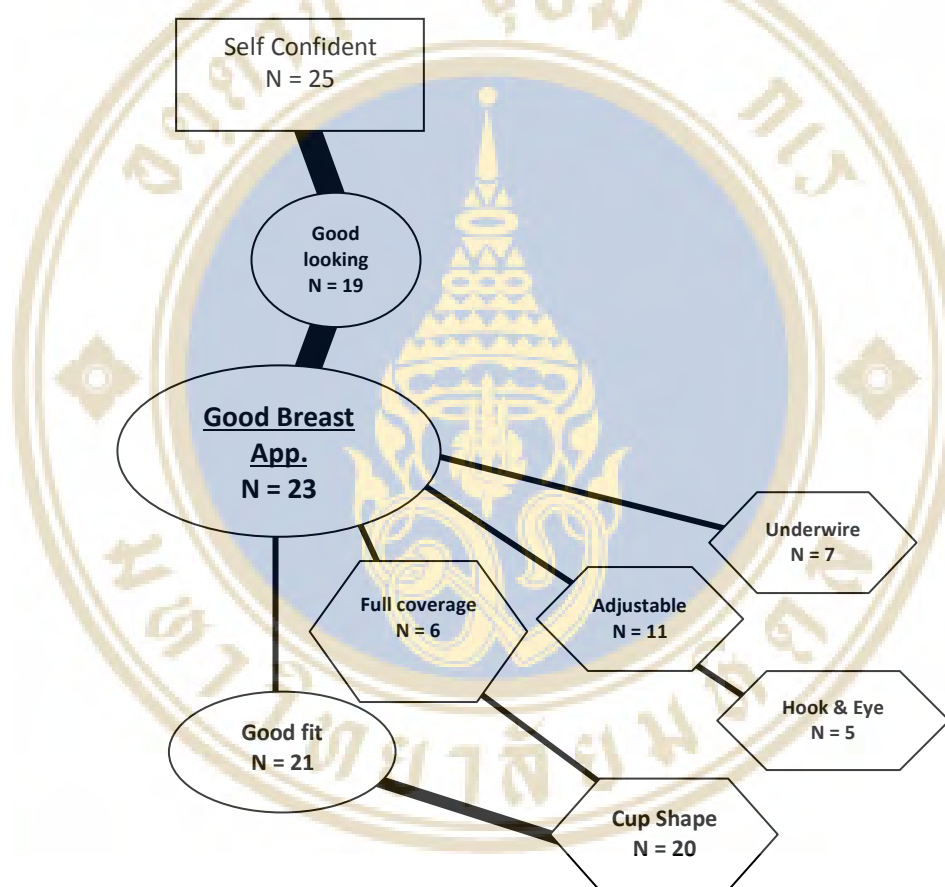 Self Confident
N = 25
Good
looking
N = 19
Good Breast
App.
N = 23
Underwire
N = 7
Full coverage
N = 6
Adjustable
N = 11
Hook & Eye
N = 5
Good fit
N = 21
Cup Shape
N = 20